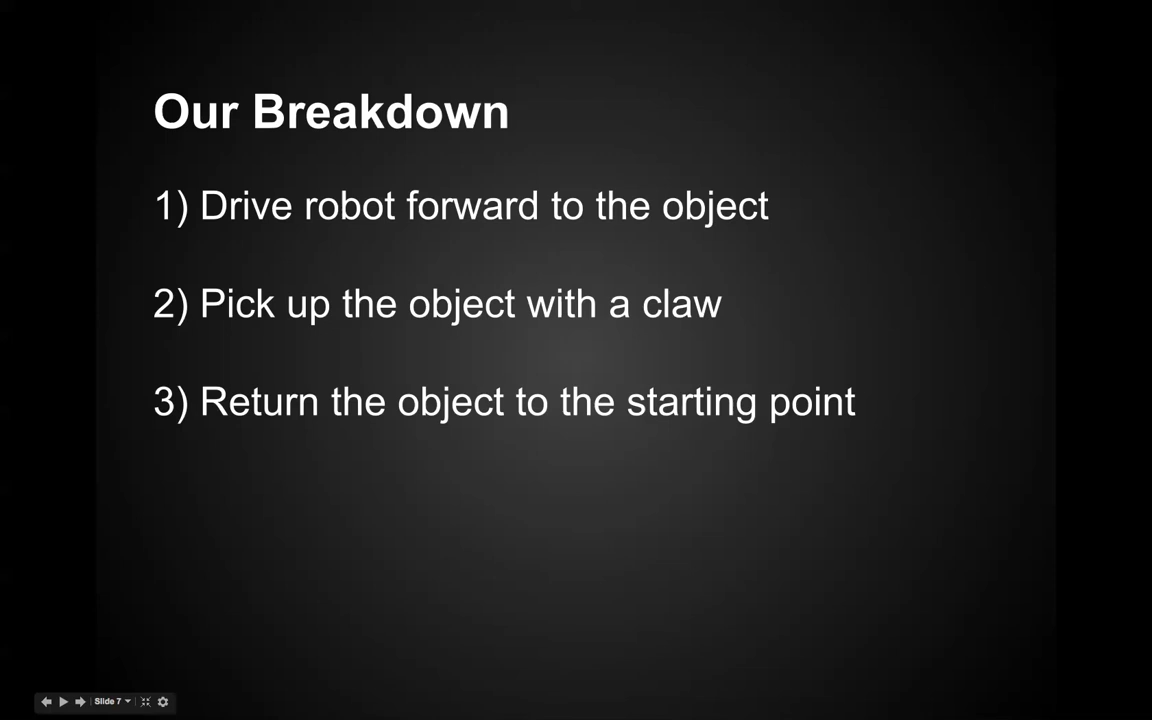 Our Breakdown
1) Drive robot forward to the object
2) Pick up the object with a claw
3) Return the object to the starting point
Slide 7